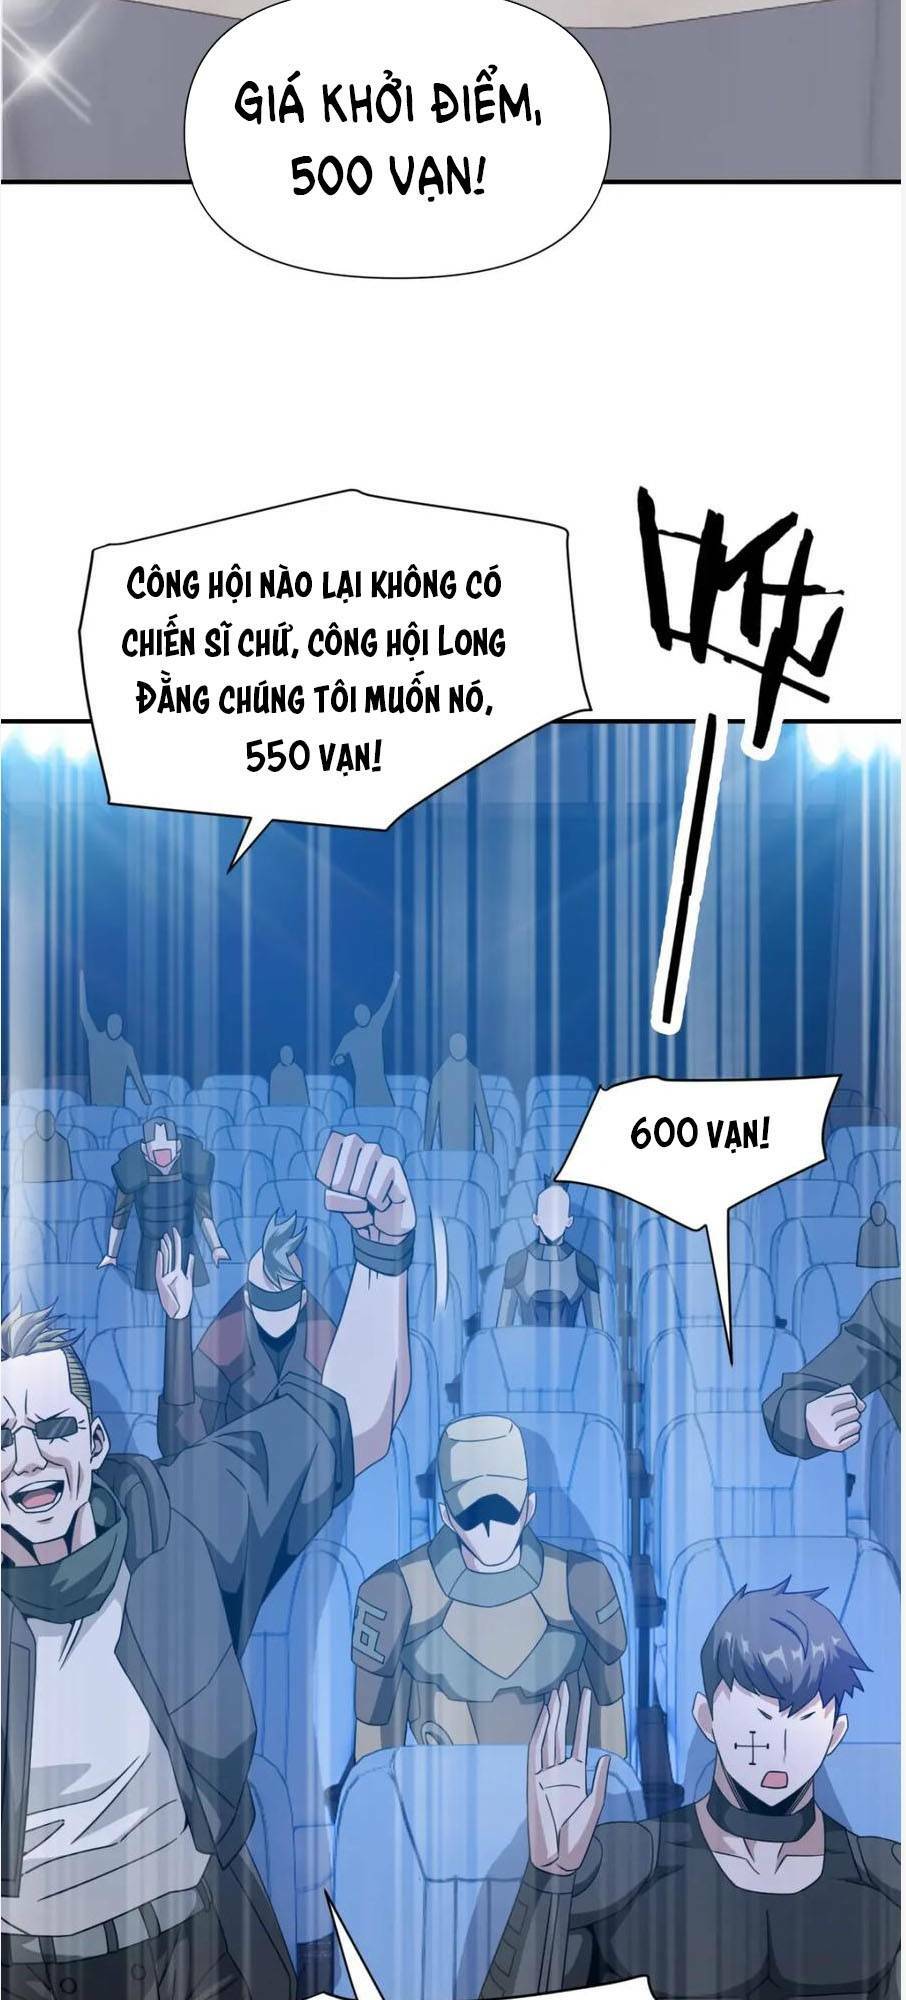 GIÁ KHỞI ĐIỂM,
500 VẠN!
CÔNG HỘI NÀO LẠI KHÔNG CÓ
CHIẾN SĨ CHỨ, CÔNG HỘI LONG
ĐẰNG CHÚNG TÔI MUỐN NÓ,
550 VẠN!
600 VẠN!